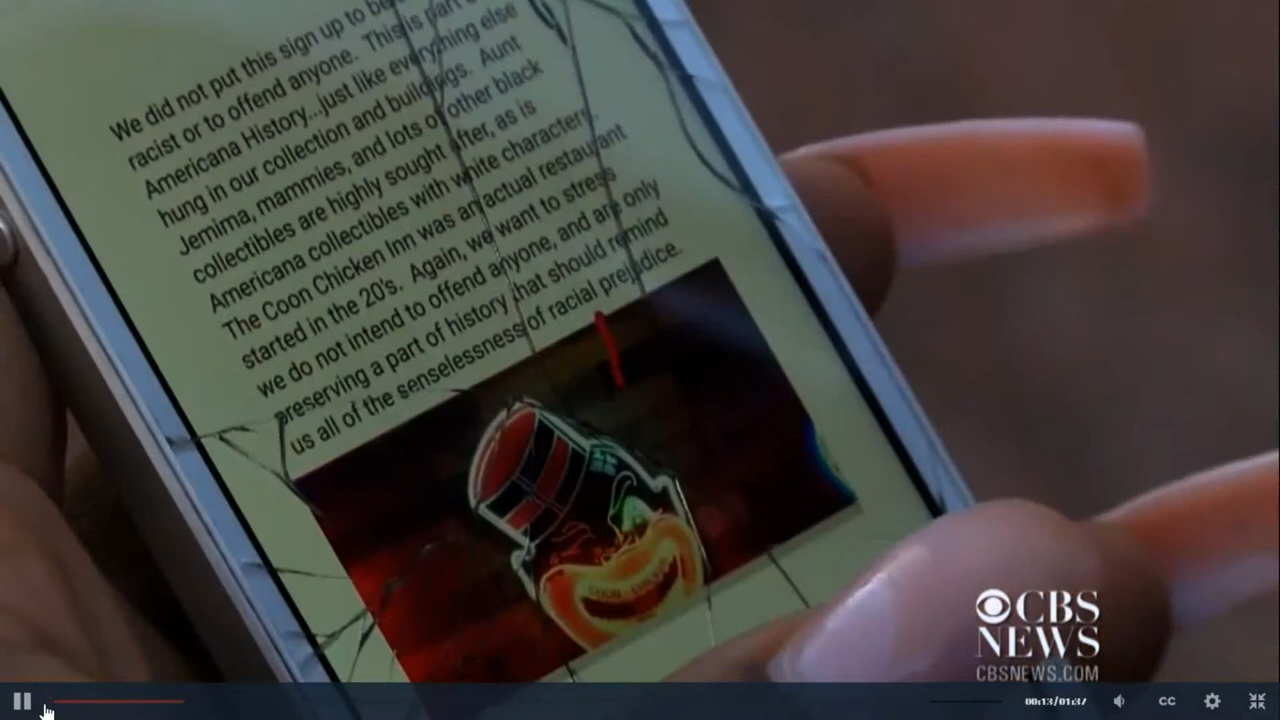 We did not put this sign up to be
racist or to offend anyone. This is part
Americana History...just like everything else
hung in our collection and buildings. Aunt
Jemima, mammies, and lots of other black
collectibles are highly sought after, as is
Americana collectibles with white characters.
The Coon Chicken Inn was an actual restaurant
started in the 20's. Again, we want to stress
we do not intend to offend anyone, and are only
preserving a part of history that should remind
us all of the senselessness of racial prejudice.
CBS
NEWS
CBSNEWS.COM
00:13/01:37
CC